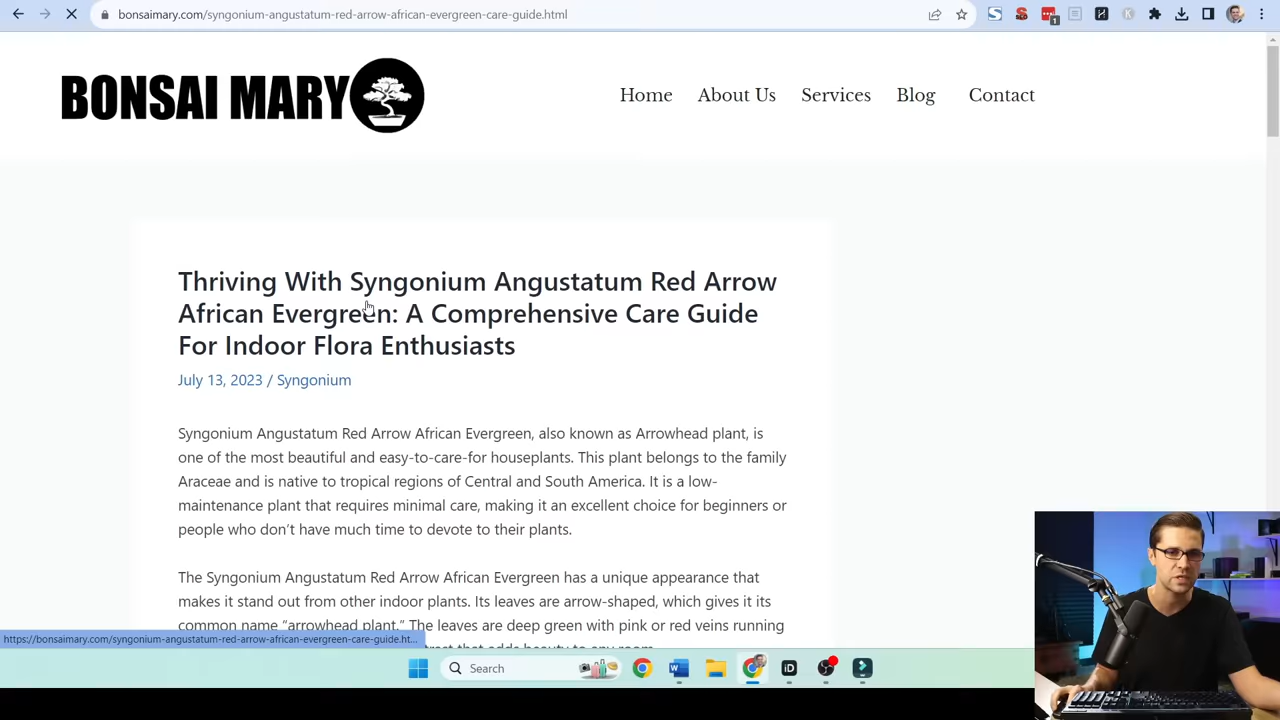 bonsaimary.com/syngonium-angustatum-red-arrow-african-evergreen-care-guide.html
1
BONSAI MARY
Home About Us Services Blog Contact
Thriving With Syngonium Angustatum Red Arrow
African Evergreen: A Comprehensive Care Guide
For Indoor Flora Enthusiasts
July 13, 2023 / Syngonium
Syngonium Angustatum Red Arrow African Evergreen, also known as Arrowhead plant, is
one of the most beautiful and easy-to-care-for houseplants. This plant belongs to the family
Araceae and is native to tropical regions of Central and South America. It is a low-
maintenance plant that requires minimal care, making it an excellent choice for beginners or
people who don’t have much time to devote to their plants.
The Syngonium Angustatum Red Arrow African Evergreen has a unique appearance that
makes it stand out from other indoor plants. Its leaves are arrow-shaped, which gives it its
common name “arrowhead plant.” The leaves are deep green with pink or red veins running
that adds beauty to any room.
https://bonsaimary.com/syngonium-angustatum-red-arrow-african-evergreen-care-guide.ht...
Search
iD